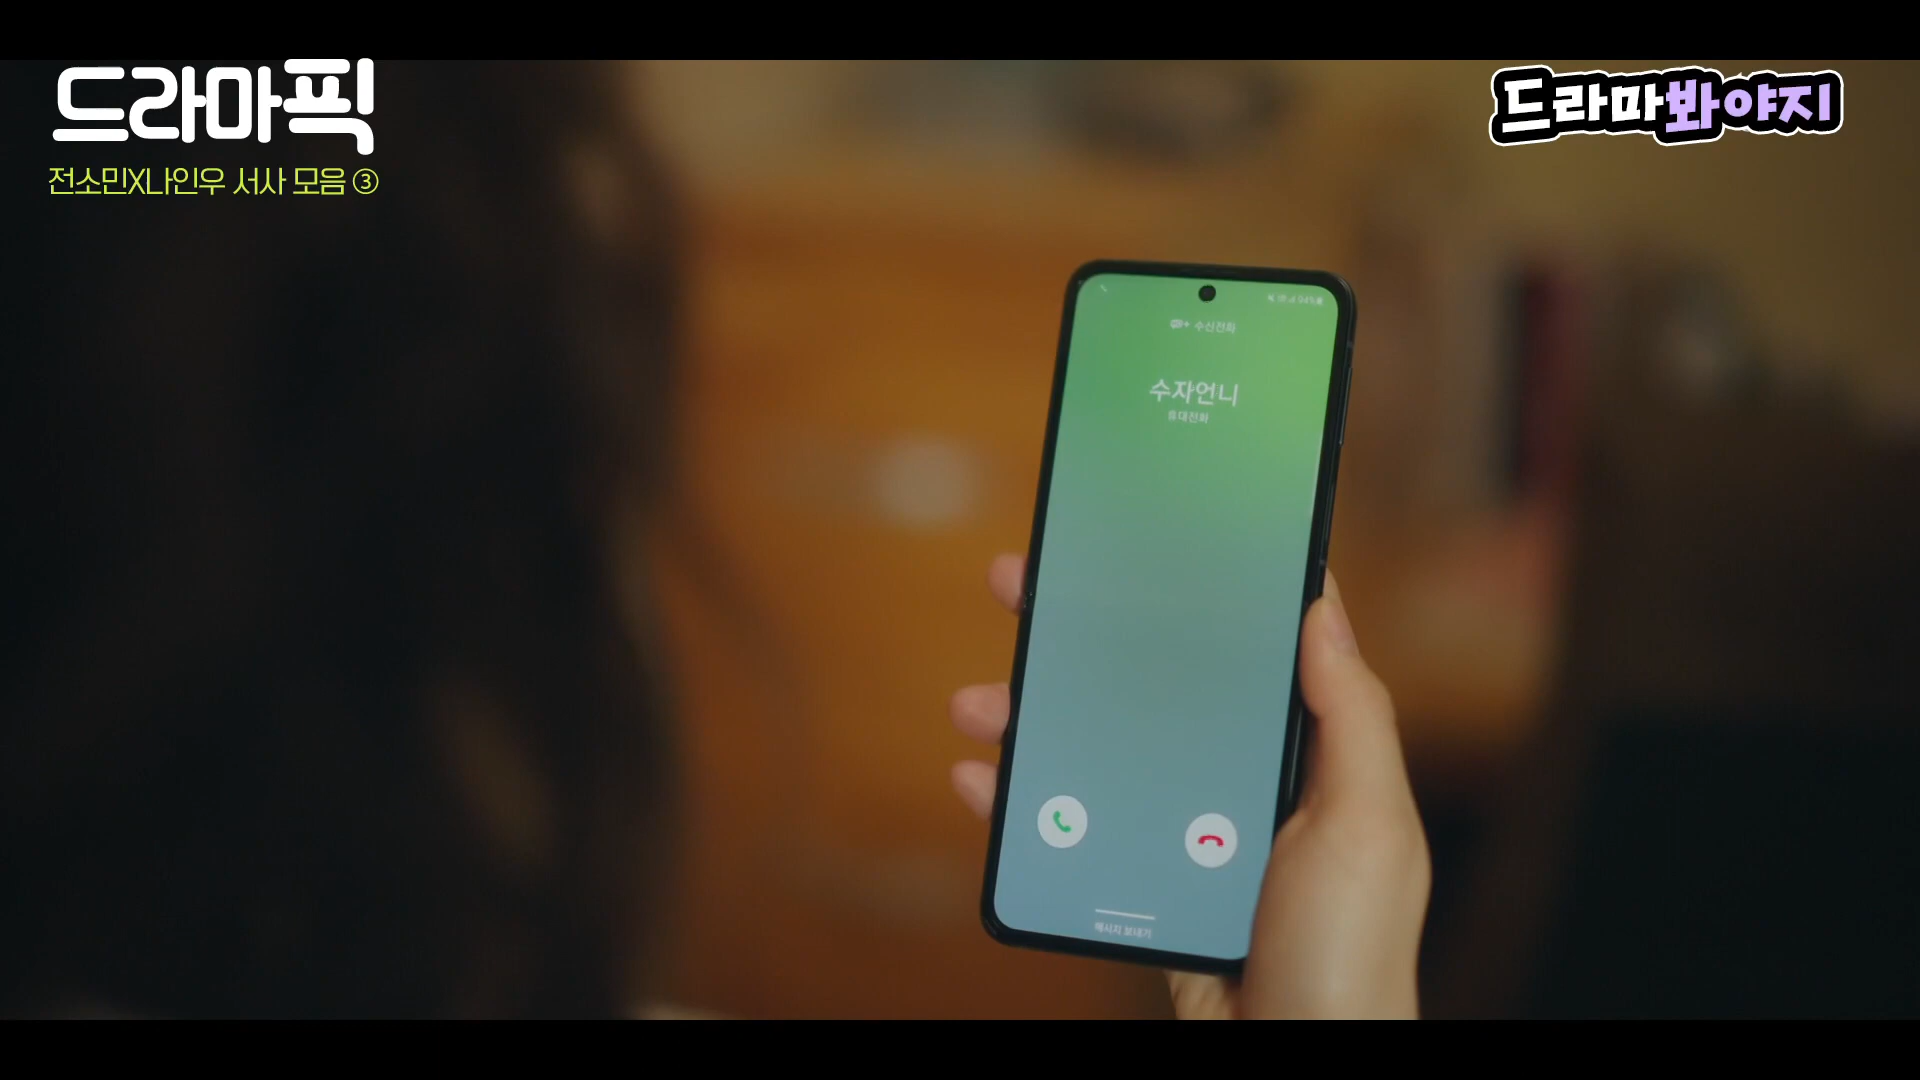 드라마픽
전소민X나인우 서사 모음 ③
드라마봐야지
94%
수신전화
수자언니
휴대전화
메시지 보내기